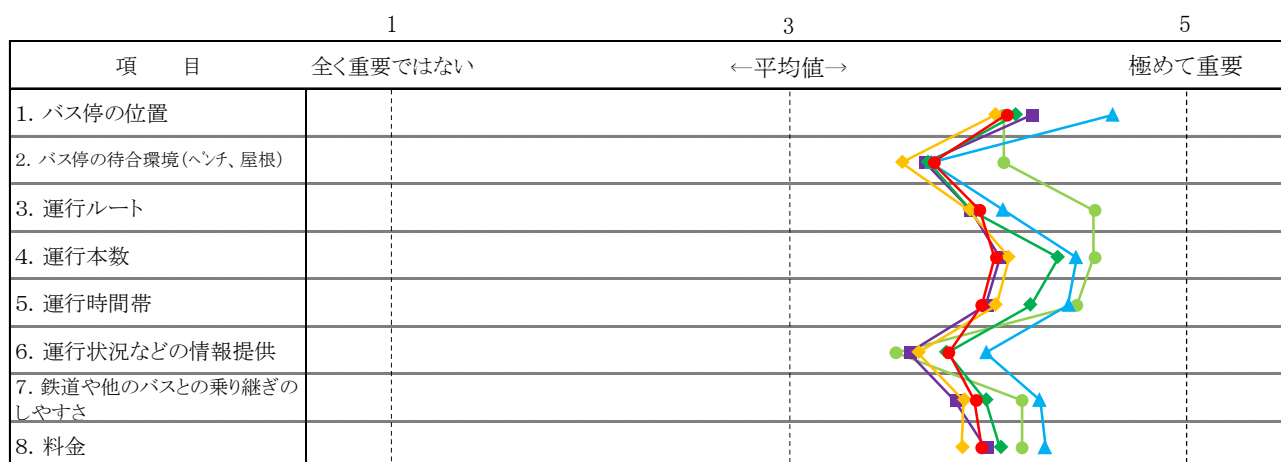 1 3 5
項 目 全く重要ではない ←平均値→ 極めて重要
1. バス停の位置
2. バス停の待合環境(ベンチ、屋根)
3. 運行ルート
4. 運行本数
5. 運行時間帯
6. 運行状況などの情報提供
7. 鉄道や他のバスとの乗り継ぎの
しやすさ
8. 料金